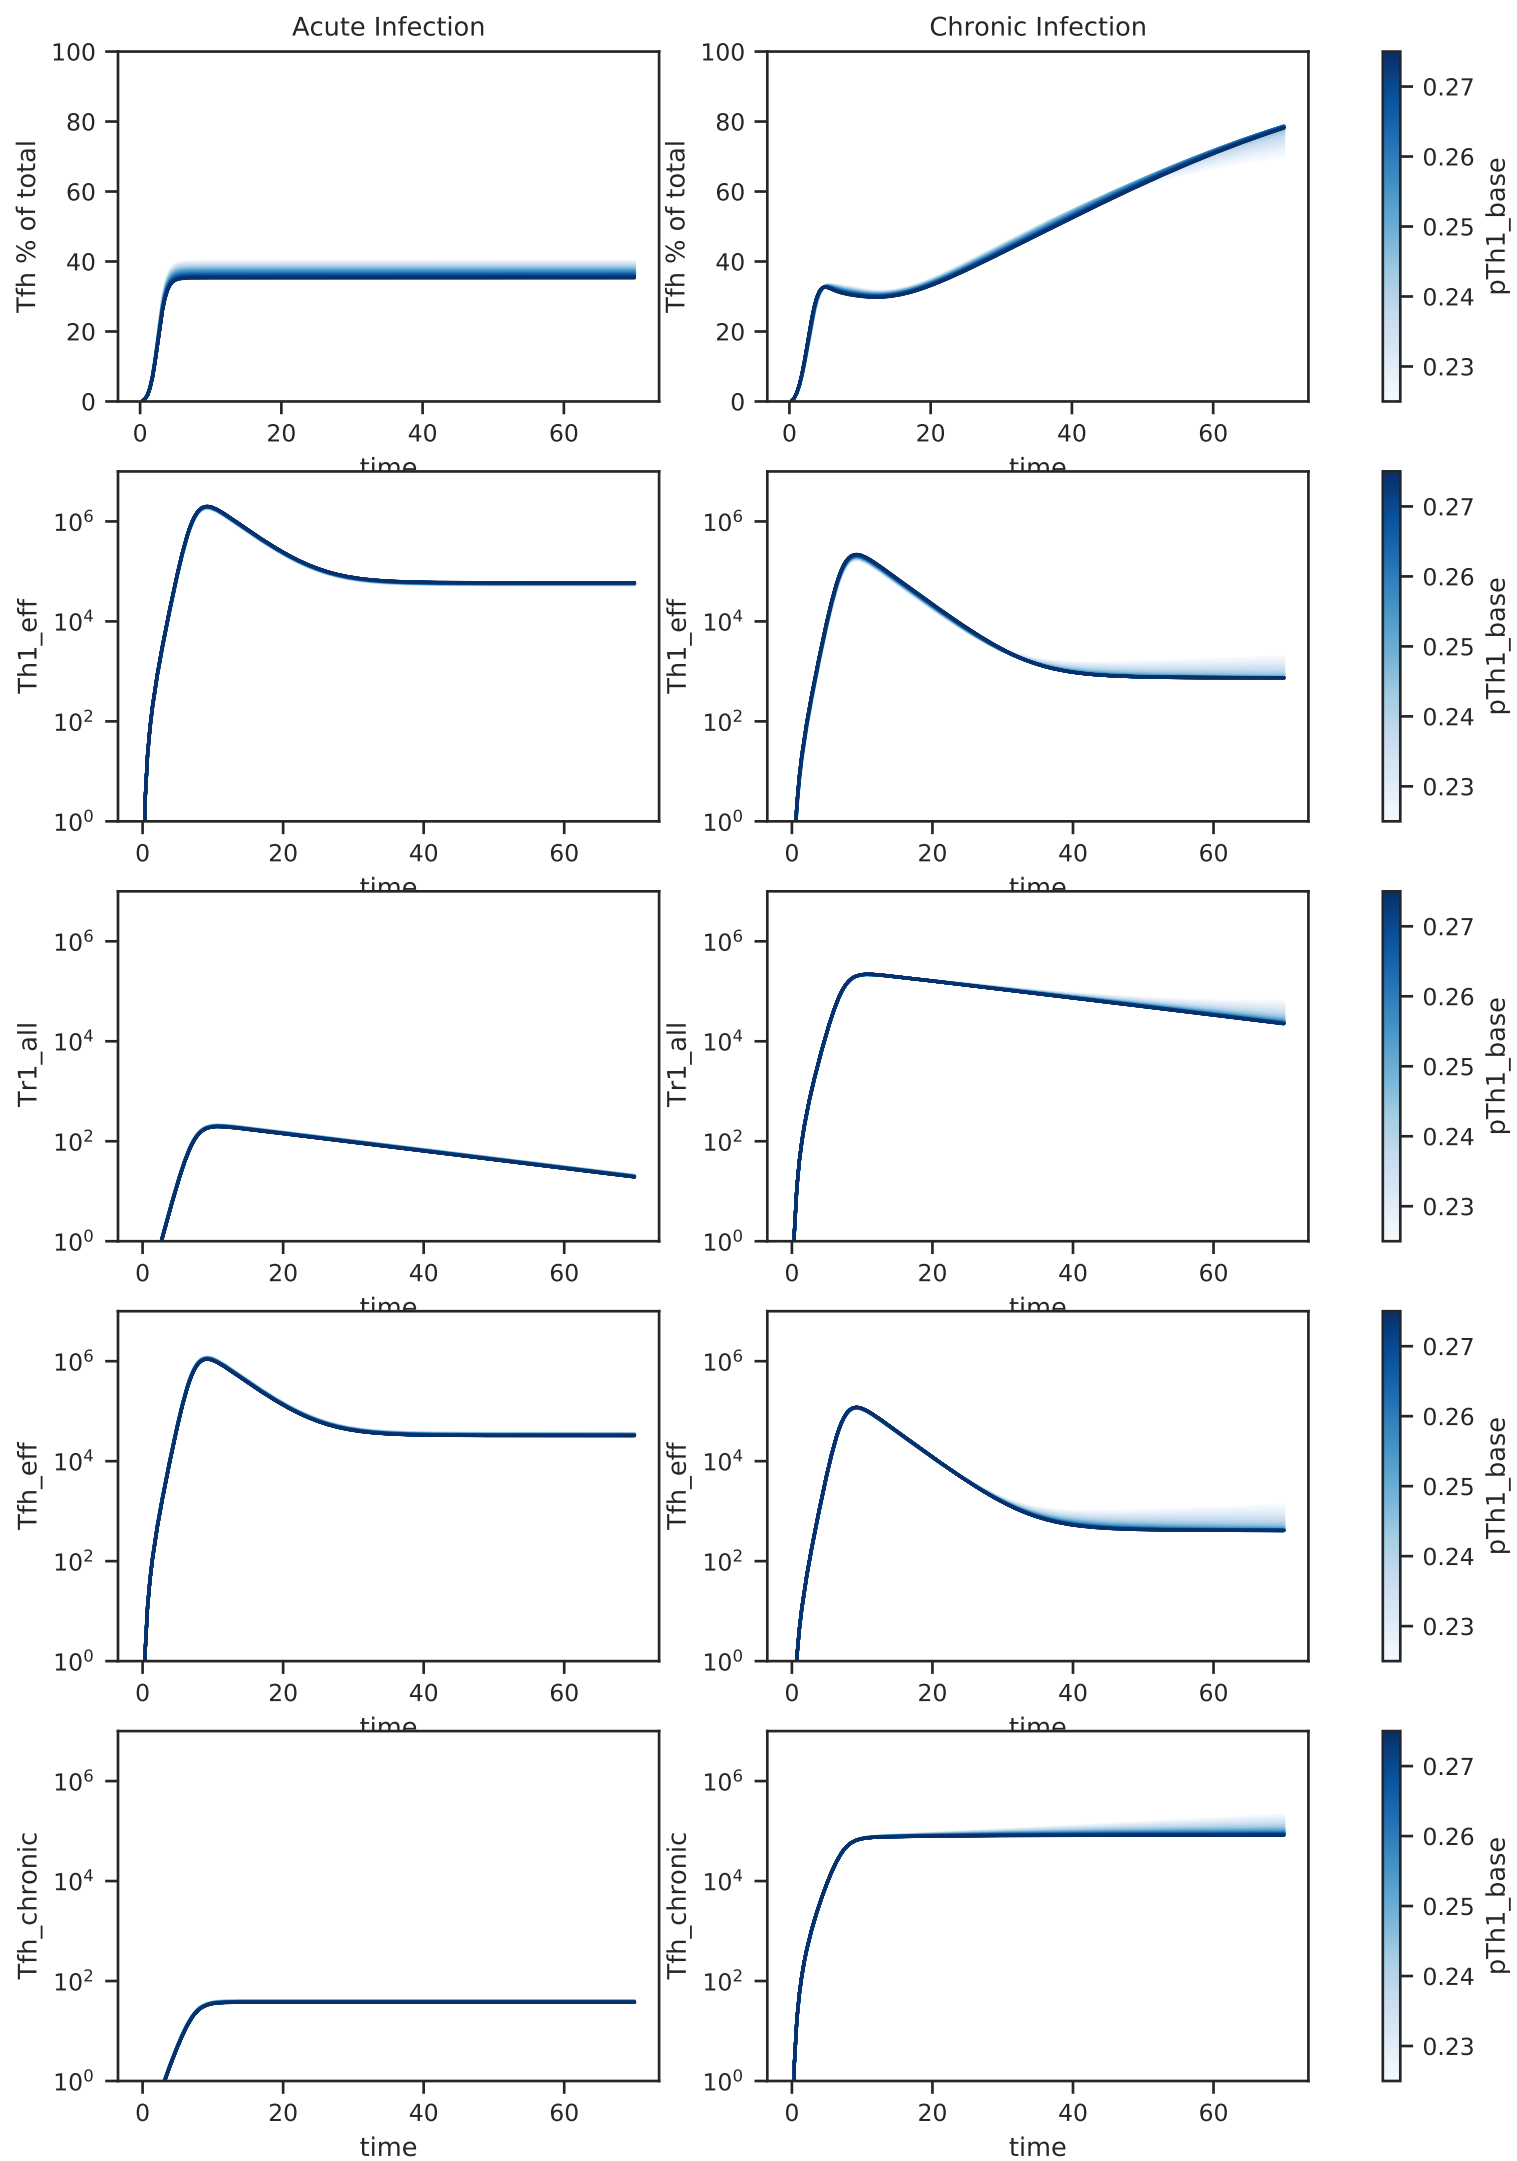 Acute Infection
Chronic Infection
Tfh % of total
100
80
60
40
20
0
0 20 40 60
time
Tfh % of total
100
80
60
40
20
0
0 20 40 60
time
0.27
0.26
0.25
0.24
0.23
pTh1_base
Th1_eff
10⁶
10⁴
10²
10⁰
0 20 40 60
time
Th1_eff
10⁶
10⁴
10²
10⁰
0 20 40 60
time
0.27
0.26
0.25
0.24
0.23
pTh1_base
Tr1_all
10⁶
10⁴
10²
10⁰
0 20 40 60
time
Tr1_all
10⁶
10⁴
10²
10⁰
0 20 40 60
time
0.27
0.26
0.25
0.24
0.23
pTh1_base
Tfh_eff
10⁶
10⁴
10²
10⁰
0 20 40 60
time
Tfh_eff
10⁶
10⁴
10²
10⁰
0 20 40 60
time
0.27
0.26
0.25
0.24
0.23
pTh1_base
Tfh_chronic
10⁶
10⁴
10²
10⁰
0 20 40 60
time
Tfh_chronic
10⁶
10⁴
10²
10⁰
0 20 40 60
time
0.27
0.26
0.25
0.24
0.23
pTh1_base